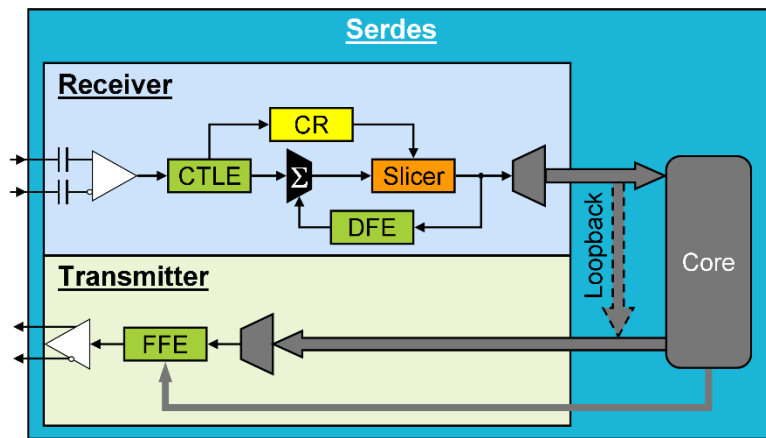 Serdes
Receiver
CR
CTLE
Σ
Slicer
DFE
Loopback
Core
Transmitter
FFE